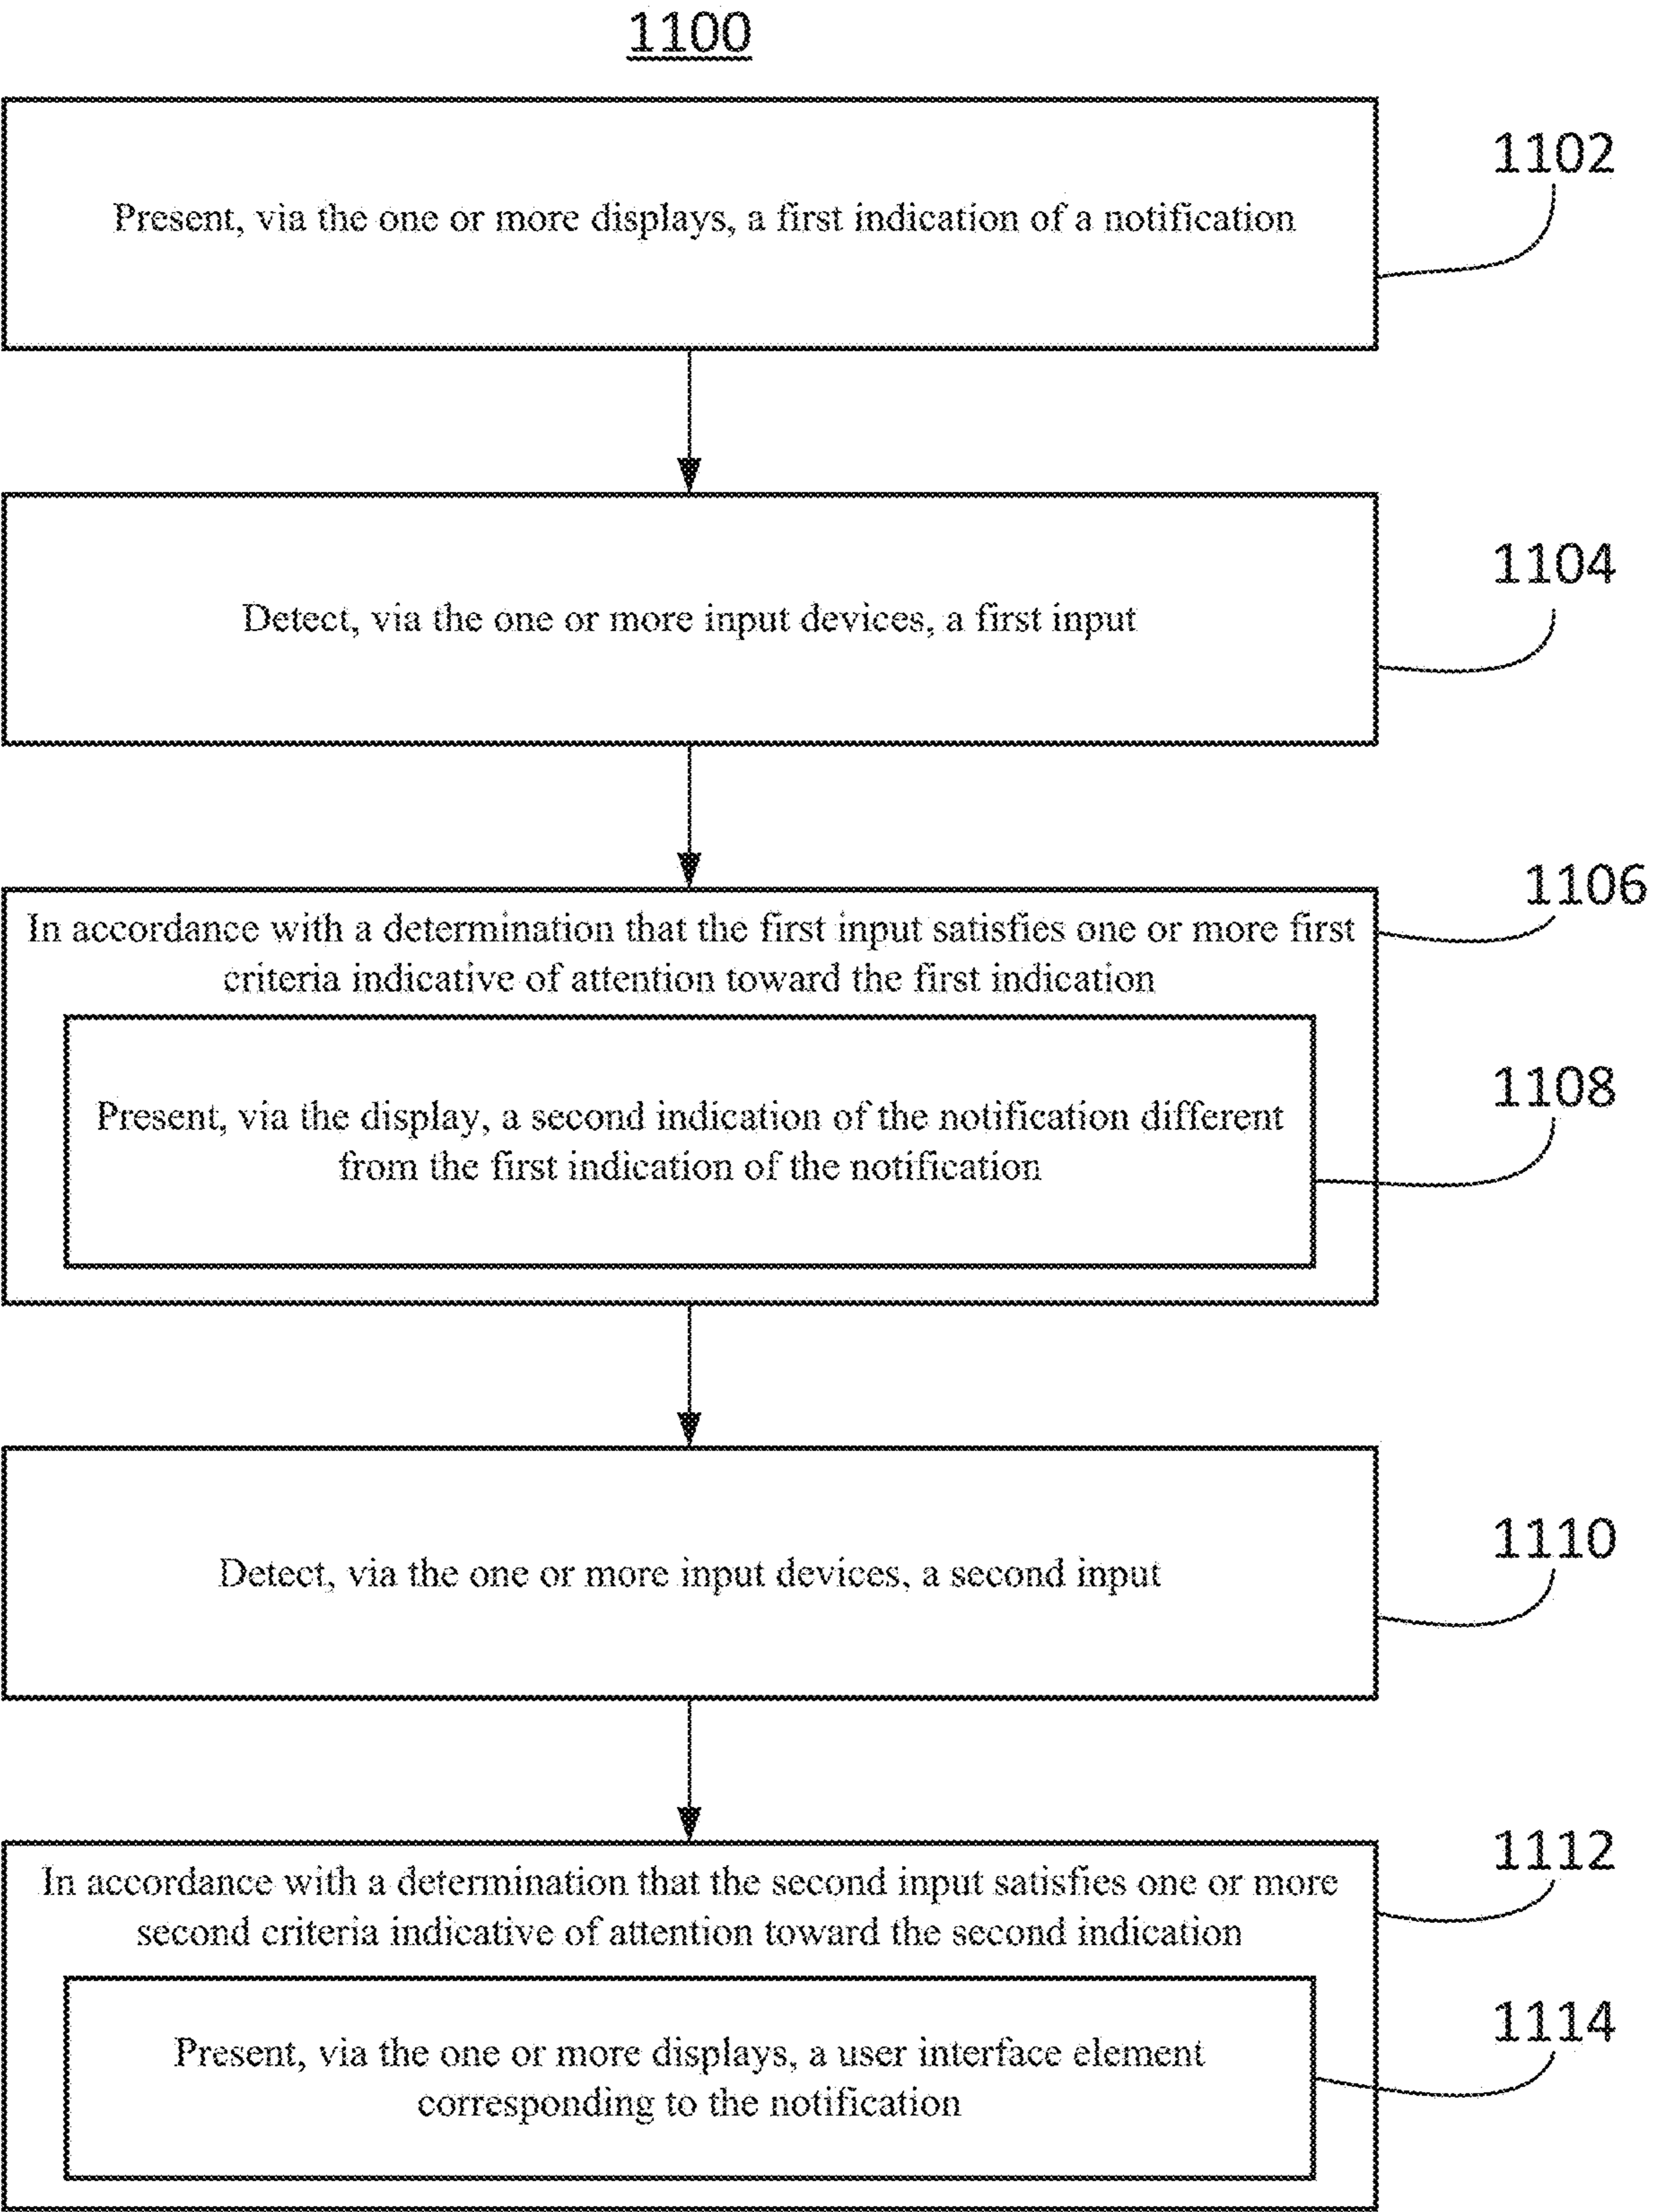 1100
Present, via the one or more displays, a first indication of a notification
1102
Detect, via the one or more input devices, a first input
1104
In accordance with a determination that the first input satisfies one or more first
criteria indicative of attention toward the first indication
1106
Present, via the display, a second indication of the notification different
from the first indication of the notification
1108
Detect, via the one or more input devices, a second input
1110
In accordance with a determination that the second input satisfies one or more
second criteria indicative of attention toward the second indication
1112
Present, via the one or more displays, a user interface element
corresponding to the notification
1114